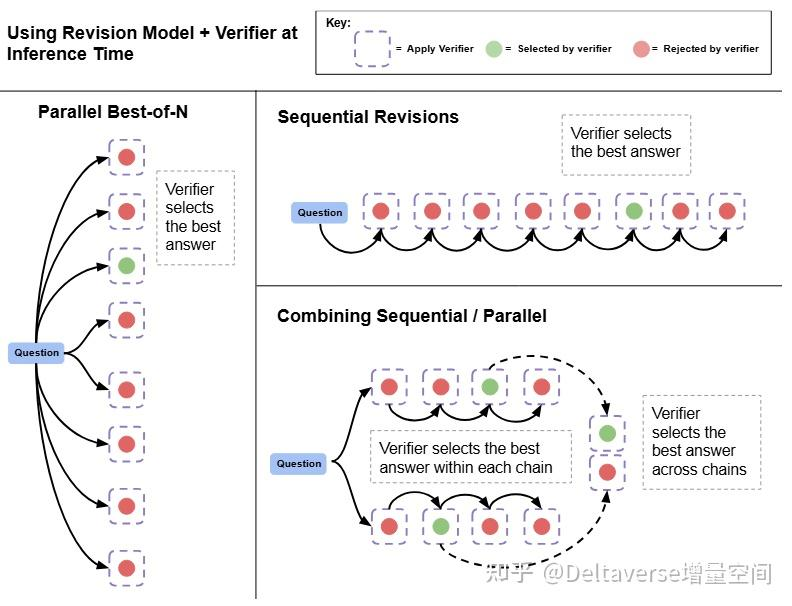 Using Revision Model + Verifier at
Inference Time
Key:
= Apply Verifier
= Selected by verifier
= Rejected by verifier
Parallel Best-of-N
Verifier
selects
the best
answer
Question
Sequential Revisions
Verifier selects
the best answer
Question
Combining Sequential / Parallel
Verifier selects the best
answer within each chain
Question
Verifier
selects the
best answer
across chains
知乎 @Deltaverse增量空间